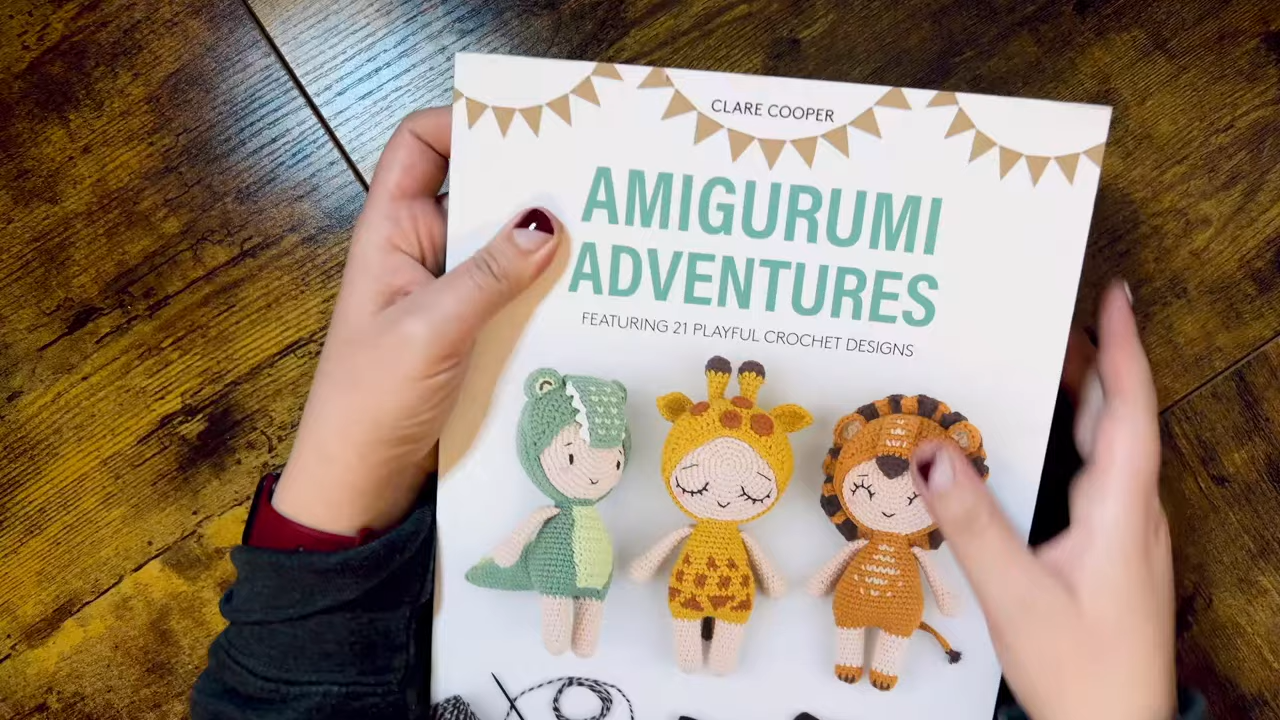 CLARE COOPER
AMIGURUMI
ADVENTURES
FEATURING 21 PLAYFUL CROCHET DESIGNS